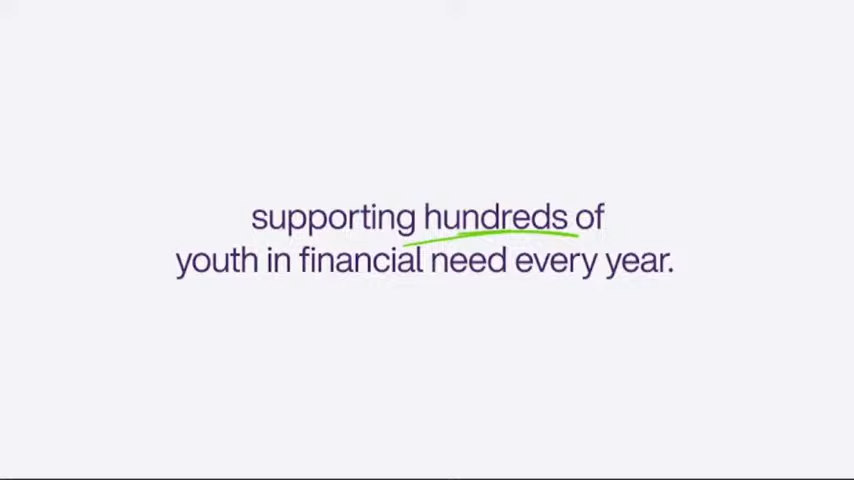 supporting hundreds of
youth in financial need every year.